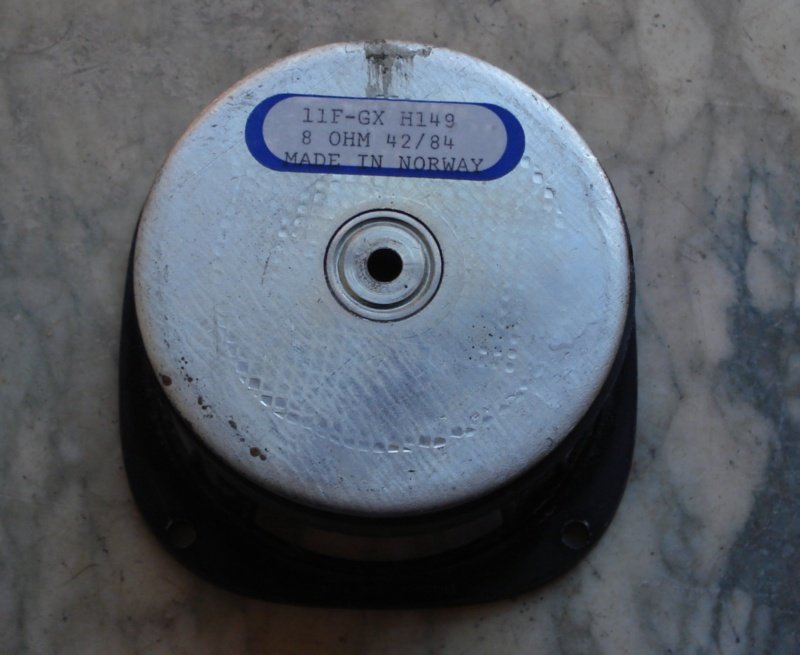 11F-GX H149
8 OHM 42/84
MADE IN NORWAY